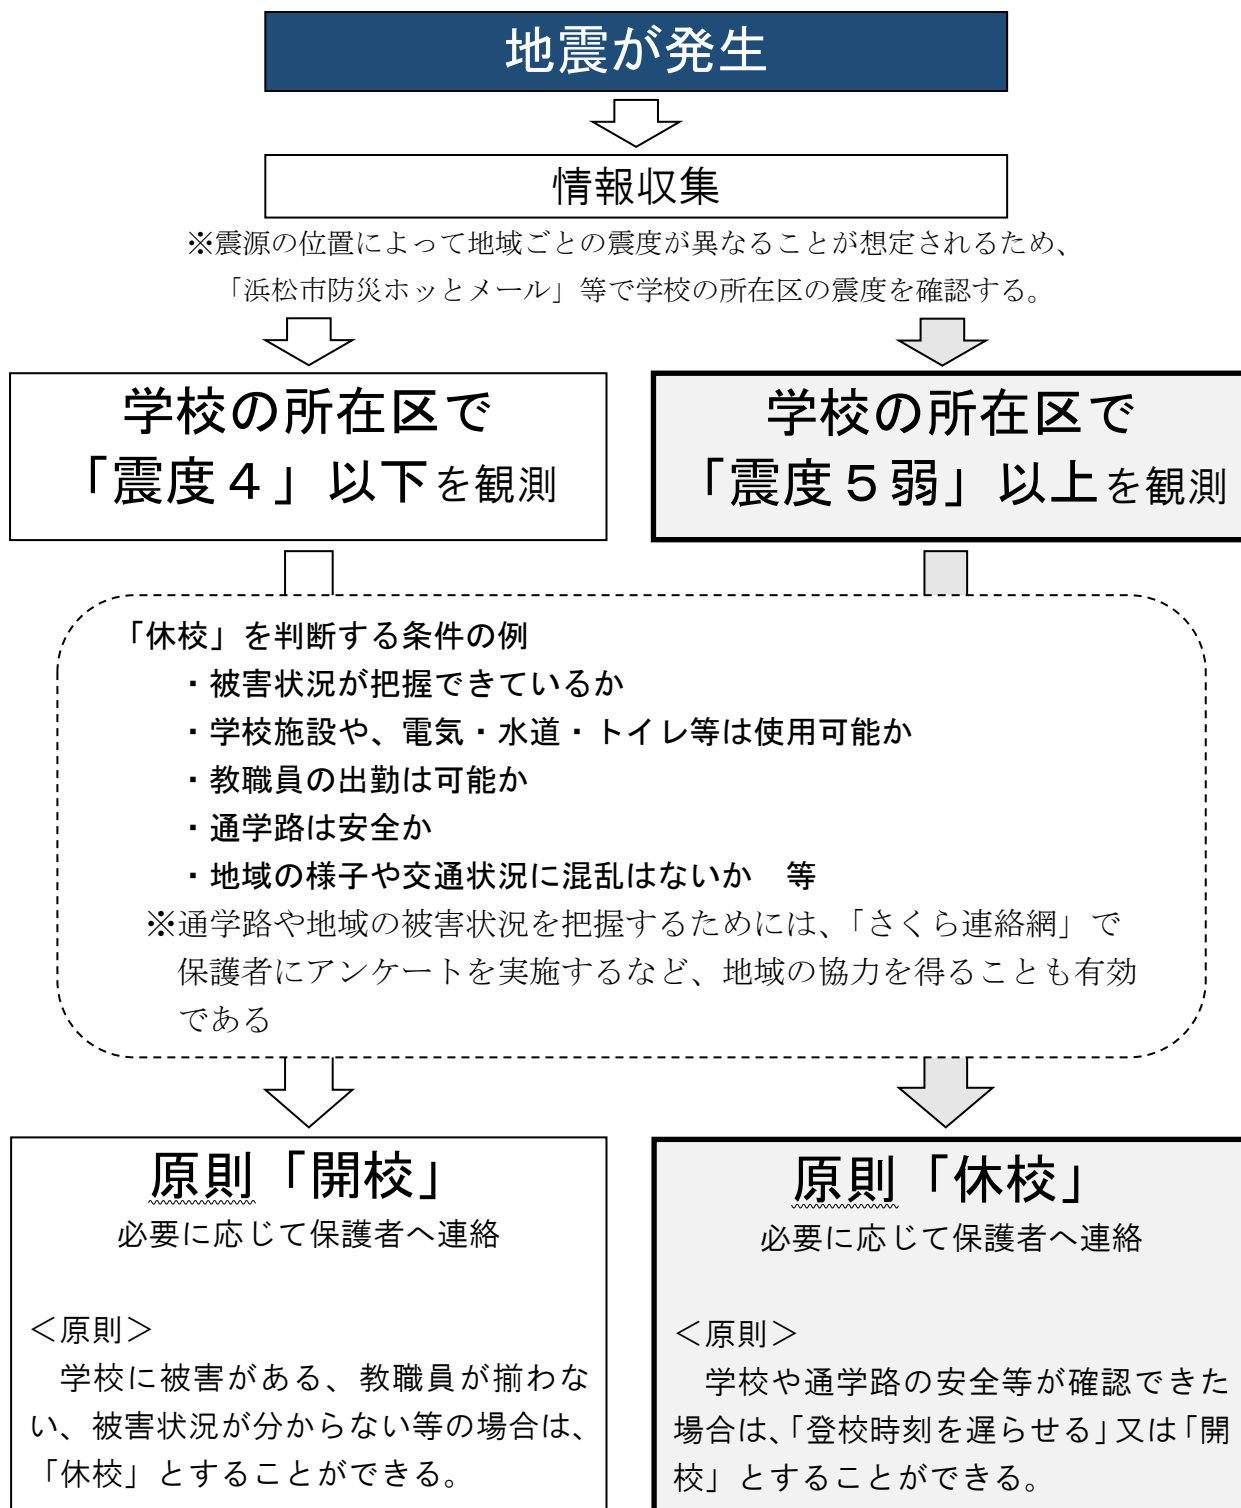 地震が発生
情報収集
※震源の位置によって地域ごとの震度が異なることが想定されるため、
「浜松市防災ホッとメール」等で学校の所在区の震度を確認する。
学校の所在区で
「震度４」以下を観測
学校の所在区で
「震度５弱」以上を観測
「休校」を判断する条件の例
・被害状況が把握できているか
・学校施設や、電気・水道・トイレ等は使用可能か
・教職員の出勤は可能か
・通学路は安全か
・地域の様子や交通状況に混乱はないか　等
※通学路や地域の被害状況を把握するためには、「さくら連絡網」で
保護者にアンケートを実施するなど、地域の協力を得ることも有効
である
原則「開校」
必要に応じて保護者へ連絡
＜原則＞
学校に被害がある、教職員が揃わな
い、被害状況が分からない等の場合は、
「休校」とすることができる。
原則「休校」
必要に応じて保護者へ連絡
＜原則＞
学校や通学路の安全等が確認できた
場合は、「登校時刻を遅らせる」又は「開
校」とすることができる。